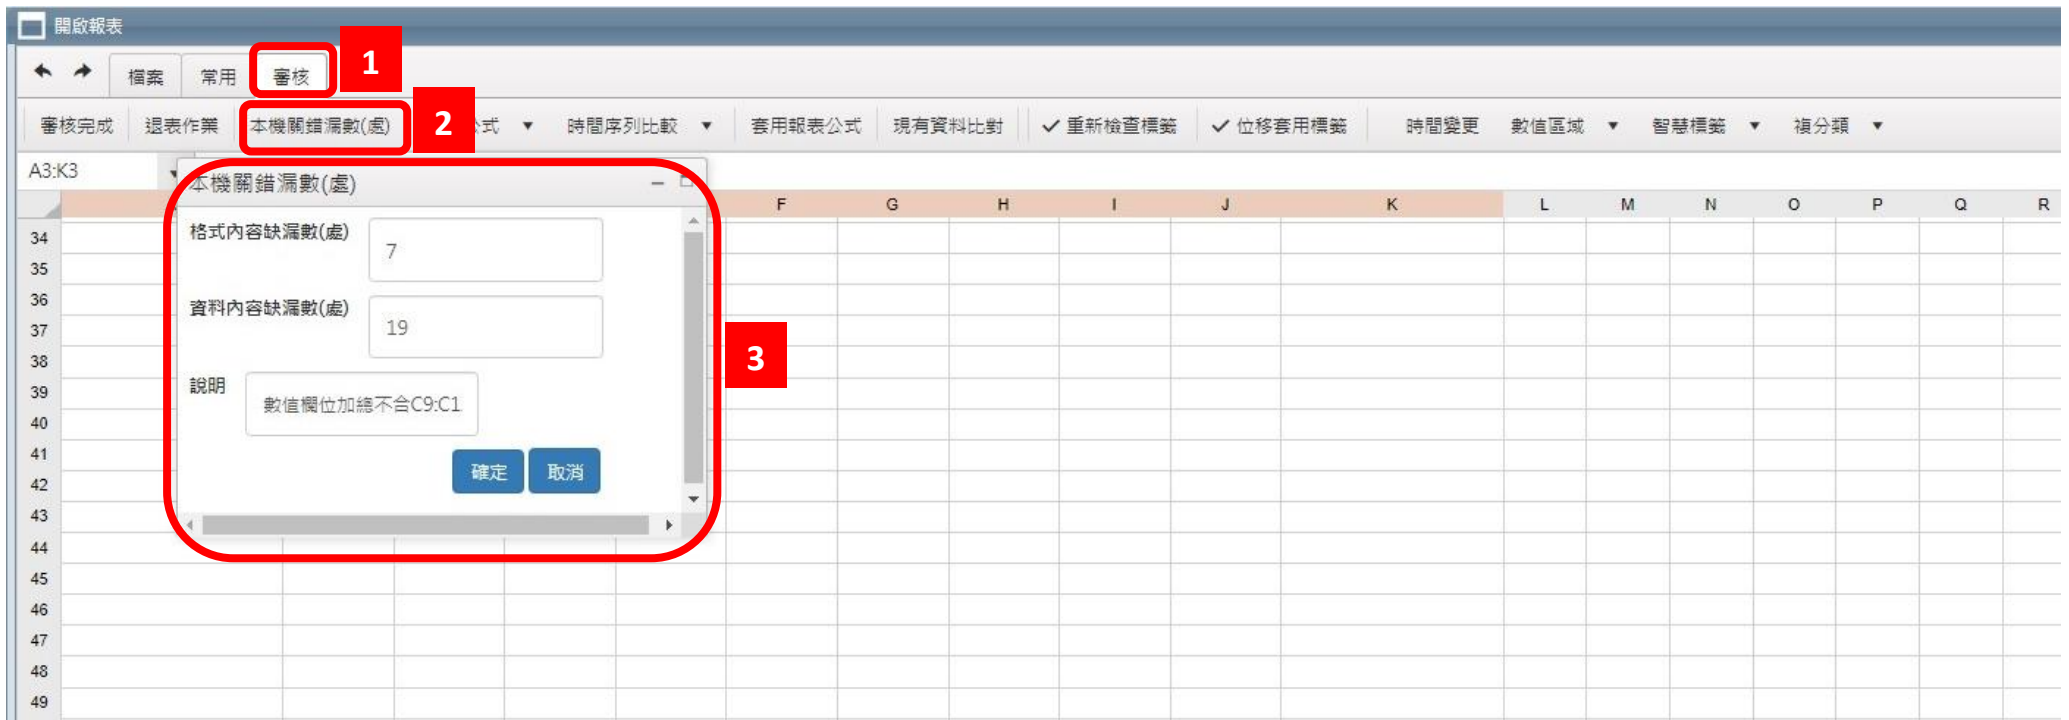 開啟報表
檔案 常用 審核 1
審核完成 退表作業 本機關錯漏數(處) 2 公式 ▼ 時間序列比較 ▼ 套用報表公式 現有資料比對 ✓ 重新檢查標籤 ✓ 位移套用標籤 時間變更 數值區域 ▼ 智慧標籤 ▼ 複分類 ▼
A3:K3
本機關錯漏數(處)
F G H I J K L M N O P Q R
格式內容缺漏數(處)
7
資料內容缺漏數(處)
19
說明
數值欄位加總不合C9:C1
確定 取消
3
34
35
36
37
38
39
40
41
42
43
44
45
46
47
48
49